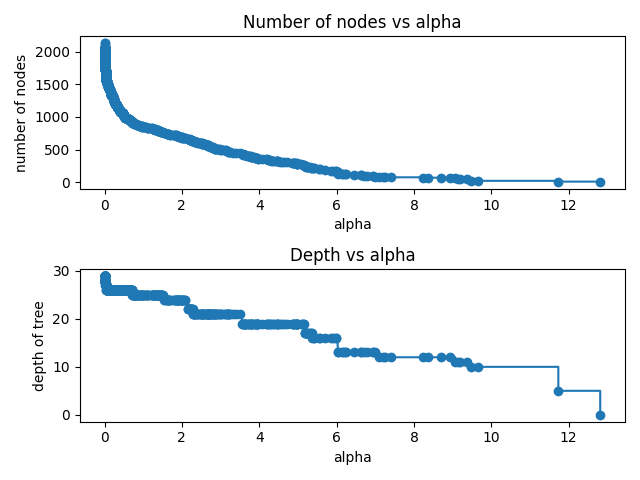 Number of nodes vs alpha
number of nodes
2000
1500
1000
500
0
0 2 4 6 8 10 12
alpha
Depth vs alpha
depth of tree
30
20
10
0
0 2 4 6 8 10 12
alpha